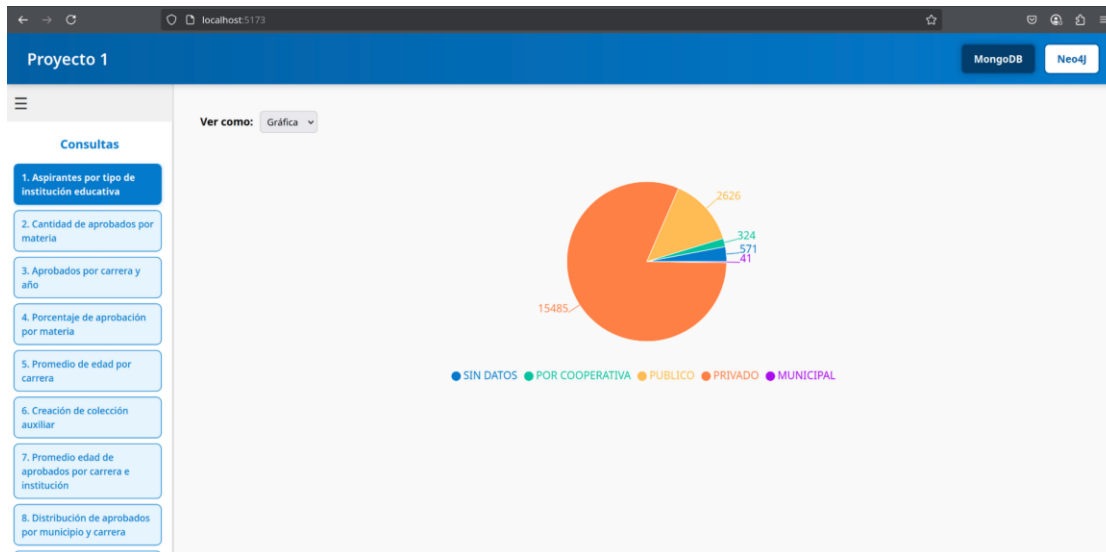 localhost:5173
Proyecto 1
MongoDB
Neo4J
Consultas
1. Aspirantes por tipo de
institución educativa
2. Cantidad de aprobados por
materia
3. Aprobados por carrera y
año
4. Porcentaje de aprobación
por materia
5. Promedio de edad por
carrera
6. Creación de colección
auxiliar
7. Promedio edad de
aprobados por carrera e
institución
8. Distribución de aprobados
por municipio y carrera
Ver como: Gráfica
2626
324
571
41
15485
SIN DATOS POR COOPERATIVA PUBLICO PRIVADO MUNICIPAL